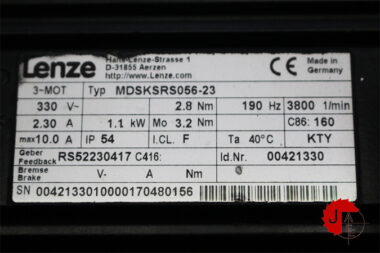 Lenze
Hans-Lenze-Strasse 1
D-31855 Aerzen
http://www.Lenze.com
CE
Made in
Germany
3~MOT Typ MDSKSRS056-23
330 V~ 2.8 Nm 190 Hz 3800 1/min
2.30 A 1.1 kW Mo 3.2 Nm C86: 160
max10.0 A IP 54 I.CL. F Ta 40°C KTY
Geber
Feedback RS52230417 C416: Id.Nr. 00421330
Bremse
Brake V- A Nm
SN 0042133010000170480156